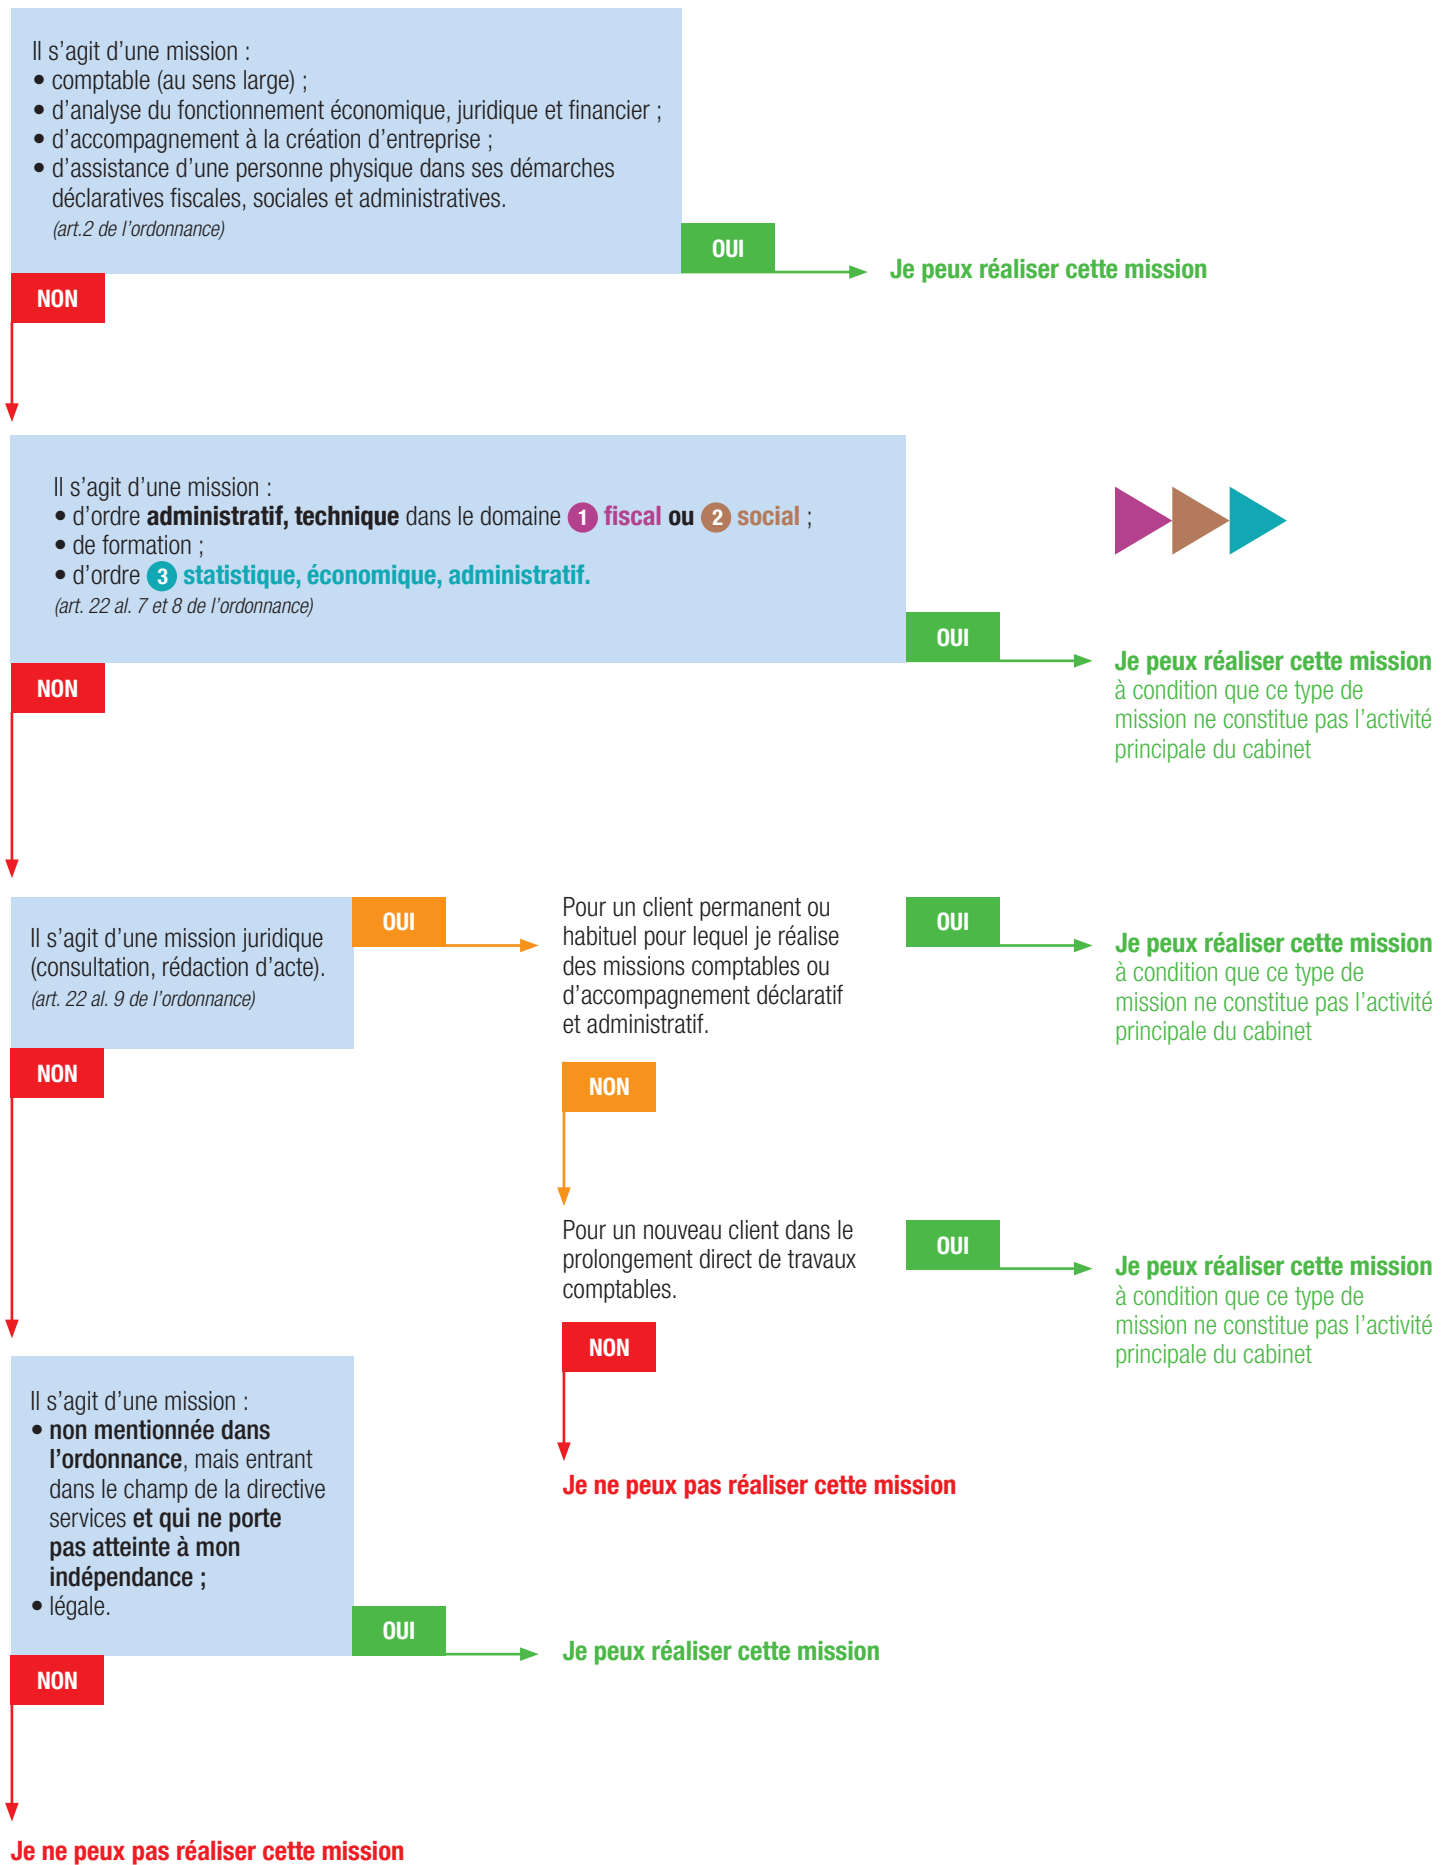 Il s’agit d’une mission :
• comptable (au sens large) ;
• d’analyse du fonctionnement économique, juridique et financier ;
• d’accompagnement à la création d’entreprise ;
• d’assistance d’une personne physique dans ses démarches
déclaratives fiscales, sociales et administratives.
(art.2 de l’ordonnance)
OUI
Je peux réaliser cette mission
NON
Il s’agit d’une mission :
• d’ordre administratif, technique dans le domaine 1 fiscal ou 2 social ;
• de formation ;
• d’ordre 3 statistique, économique, administratif.
(art. 22 al. 7 et 8 de l’ordonnance)
OUI
Je peux réaliser cette mission
à condition que ce type de
mission ne constitue pas l’activité
principale du cabinet
NON
Il s’agit d’une mission juridique
(consultation, rédaction d’acte).
(art. 22 al. 9 de l’ordonnance)
OUI
Pour un client permanent ou
habituel pour lequel je réalise
des missions comptables ou
d’accompagnement déclaratif
et administratif.
OUI
Je peux réaliser cette mission
à condition que ce type de
mission ne constitue pas l’activité
principale du cabinet
NON
NON
Pour un nouveau client dans le
prolongement direct de travaux
comptables.
OUI
Je peux réaliser cette mission
à condition que ce type de
mission ne constitue pas l’activité
principale du cabinet
NON
Je ne peux pas réaliser cette mission
Il s’agit d’une mission :
• non mentionnée dans
l’ordonnance, mais entrant
dans le champ de la directive
services et qui ne porte
pas atteinte à mon
indépendance ;
• légale.
OUI
Je peux réaliser cette mission
NON
Je ne peux pas réaliser cette mission